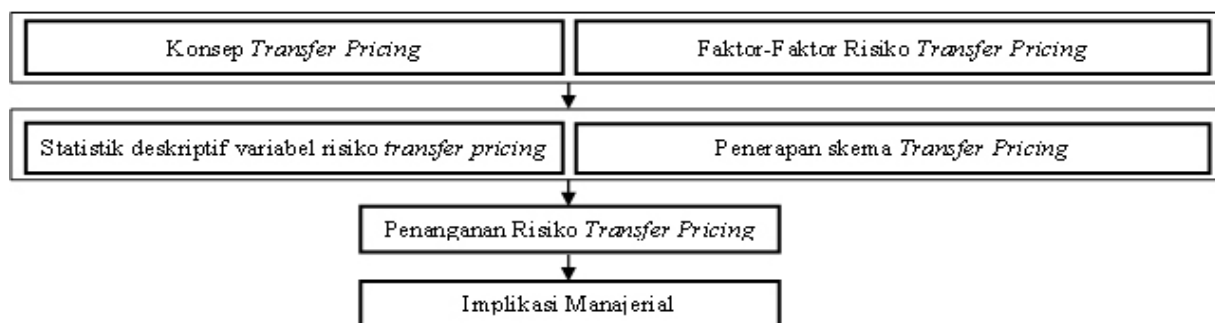 Konsep Transfer Pricing
Faktor-Faktor Risiko Transfer Pricing
Statistik deskriptif variabel risiko transfer pricing
Penerapan skema Transfer Pricing
Penanganan Risiko Transfer Pricing
Implikasi Manajerial